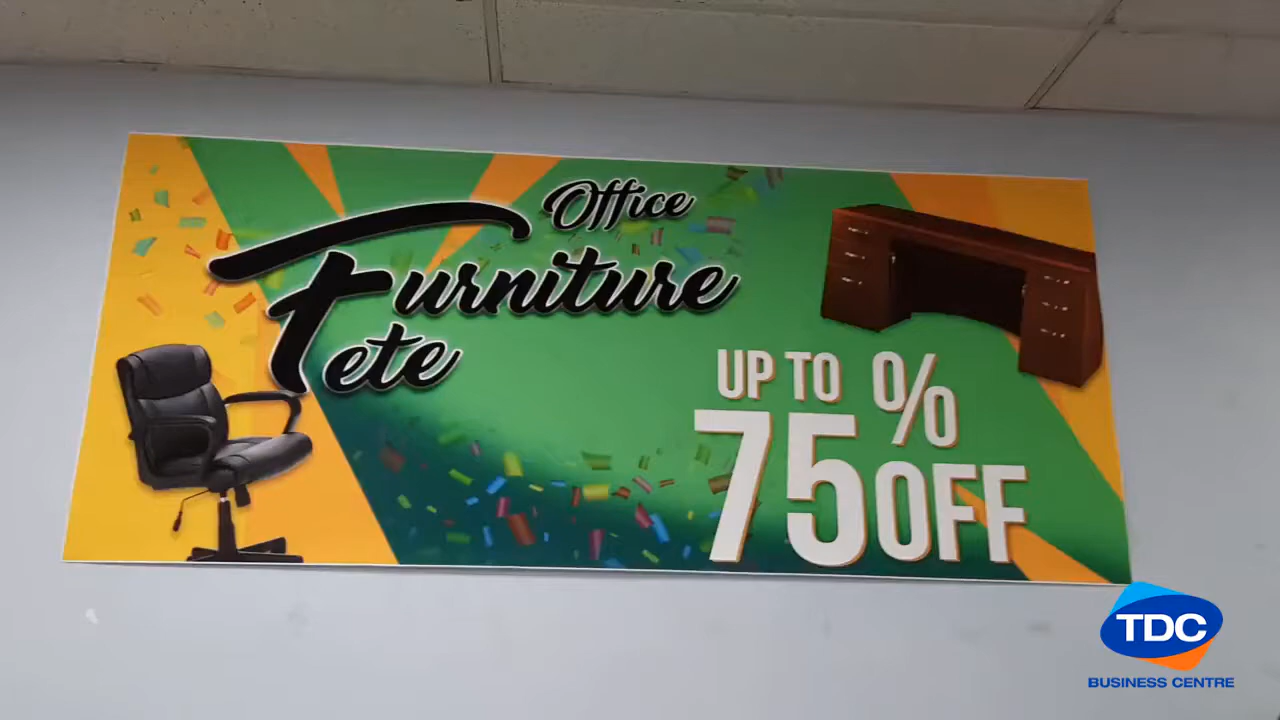 Office
Furniture
Fete
UP TO %
75 OFF
TDC
BUSINESS CENTRE